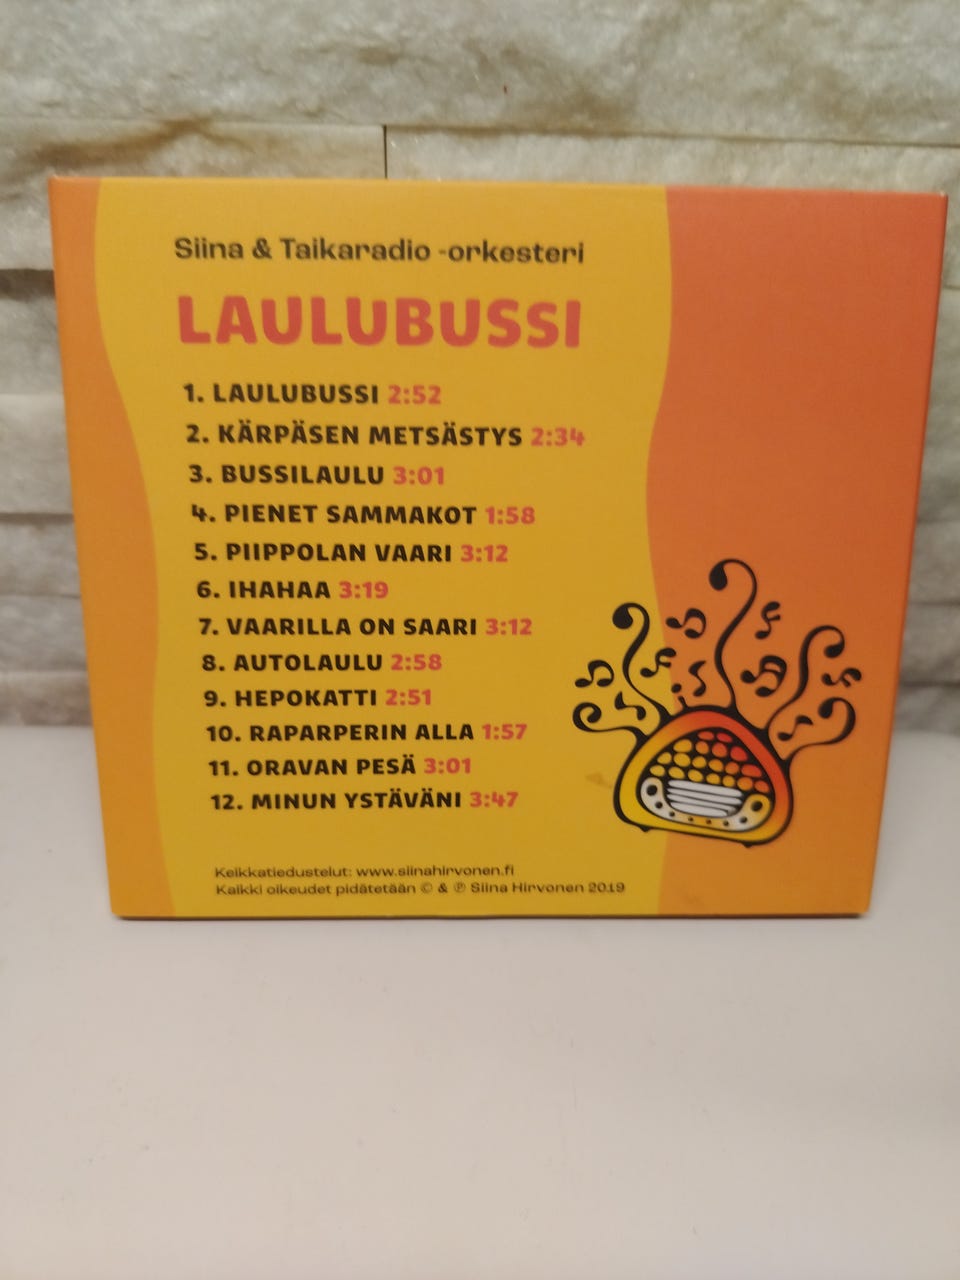 Siina & Taikaradio -orkesteri
LAULUBUSSI
1. LAULUBUSSI 2:52
2. KÄRPÄSEN METSÄSTYS 2:34
3. BUSSILAULU 3:01
4. PIENET SAMMAKOT 1:58
5. PIIPPOLAN VAARI 3:12
6. IHAHAA 3:19
7. VAARILLA ON SAARI 3:12
8. AUTOLAULU 2:58
9. HEPOKATTI 2:51
10. RAPARPERIN ALLA 1:57
11. ORAVAN PESÄ 3:01
12. MINUN YSTÄVÄNI 3:47
Keikkatiedustelut: www.siinahirvonen.fi
Kaikki oikeudet pidätetään © & ℗ Siina Hirvonen 2019